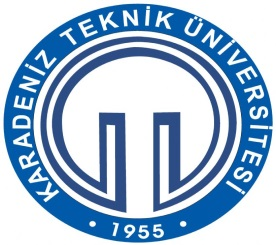 KARADENİZ TEKNİK ÜNİVERSİTESİ
• 1955 •